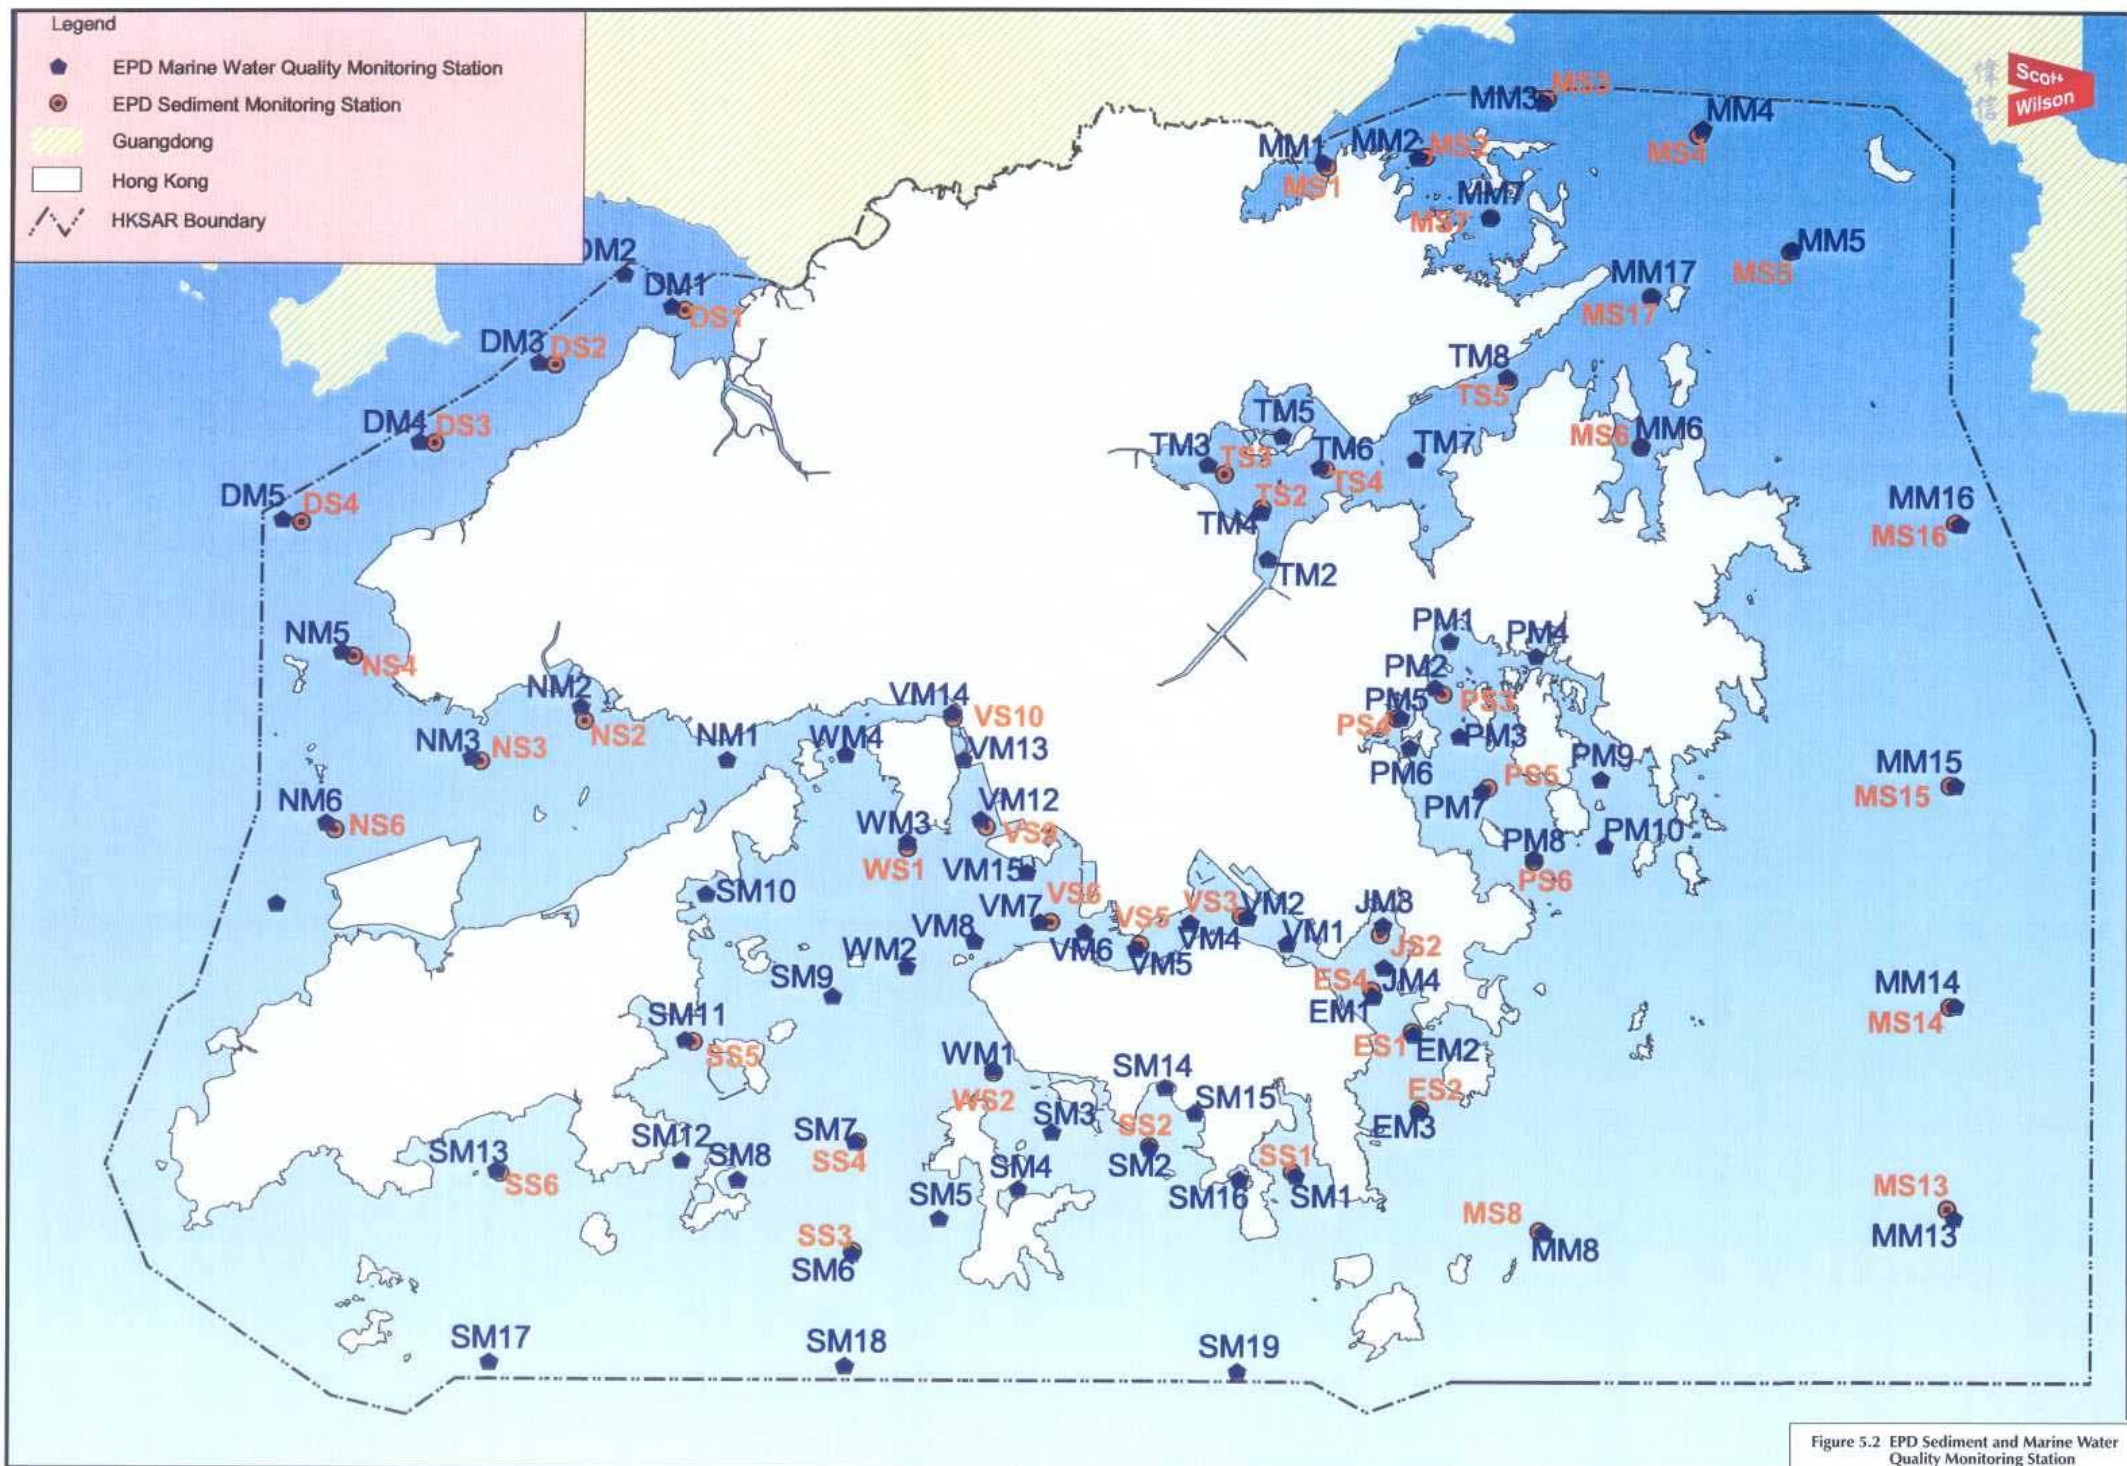 Legend
EPD Marine Water Quality Monitoring Station
EPD Sediment Monitoring Station
Guangdong
Hong Kong
HKSAR Boundary
偉信
Scott
Wilson
MM3
MS3
MM4
MS4
MM1
MS1
MM2
MS2
MM7
MS7
MM5
MS5
MM17
MS17
DM2
DM1
DS1
DM3
DS2
TM8
TS5
DM4
DS3
TM5
TM3
TS3
TM6
TS4
TM7
MS6
MM6
DM5
DS4
TS2
TM4
MM16
MS16
TM2
NM5
NS4
PM1
PM4
PM2
PS3
NM2
NS2
VM14
VS10
PM5
PS4
NM3
NS3
NM1
WM4
VM13
PM3
PM6
PM9
PS5
PM7
MM15
MS15
NM6
NS6
VM12
VS9
WM3
WS1
PM8
PS6
PM10
VM15
SM10
VM7
VS6
VS5
VS3
VM2
JM3
JS2
VM8
VM6
VM5
VM4
VM1
WM2
SM9
ES4
JM4
EM1
MM14
MS14
SM11
SS5
ES1
EM2
WM1
WS2
SM14
SM15
ES2
EM3
SM3
SS2
SM2
SM7
SS4
SM12
SM8
SM13
SS6
SM4
SM5
SS1
SM16
SM1
MS13
MM13
MS8
MM8
SS3
SM6
SM17
SM18
SM19
Figure 5.2 EPD Sediment and Marine Water
Quality Monitoring Station